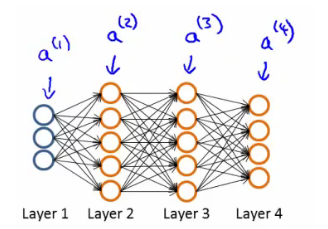 a(1) a(2) a(3) a(4)
Layer 1 Layer 2 Layer 3 Layer 4